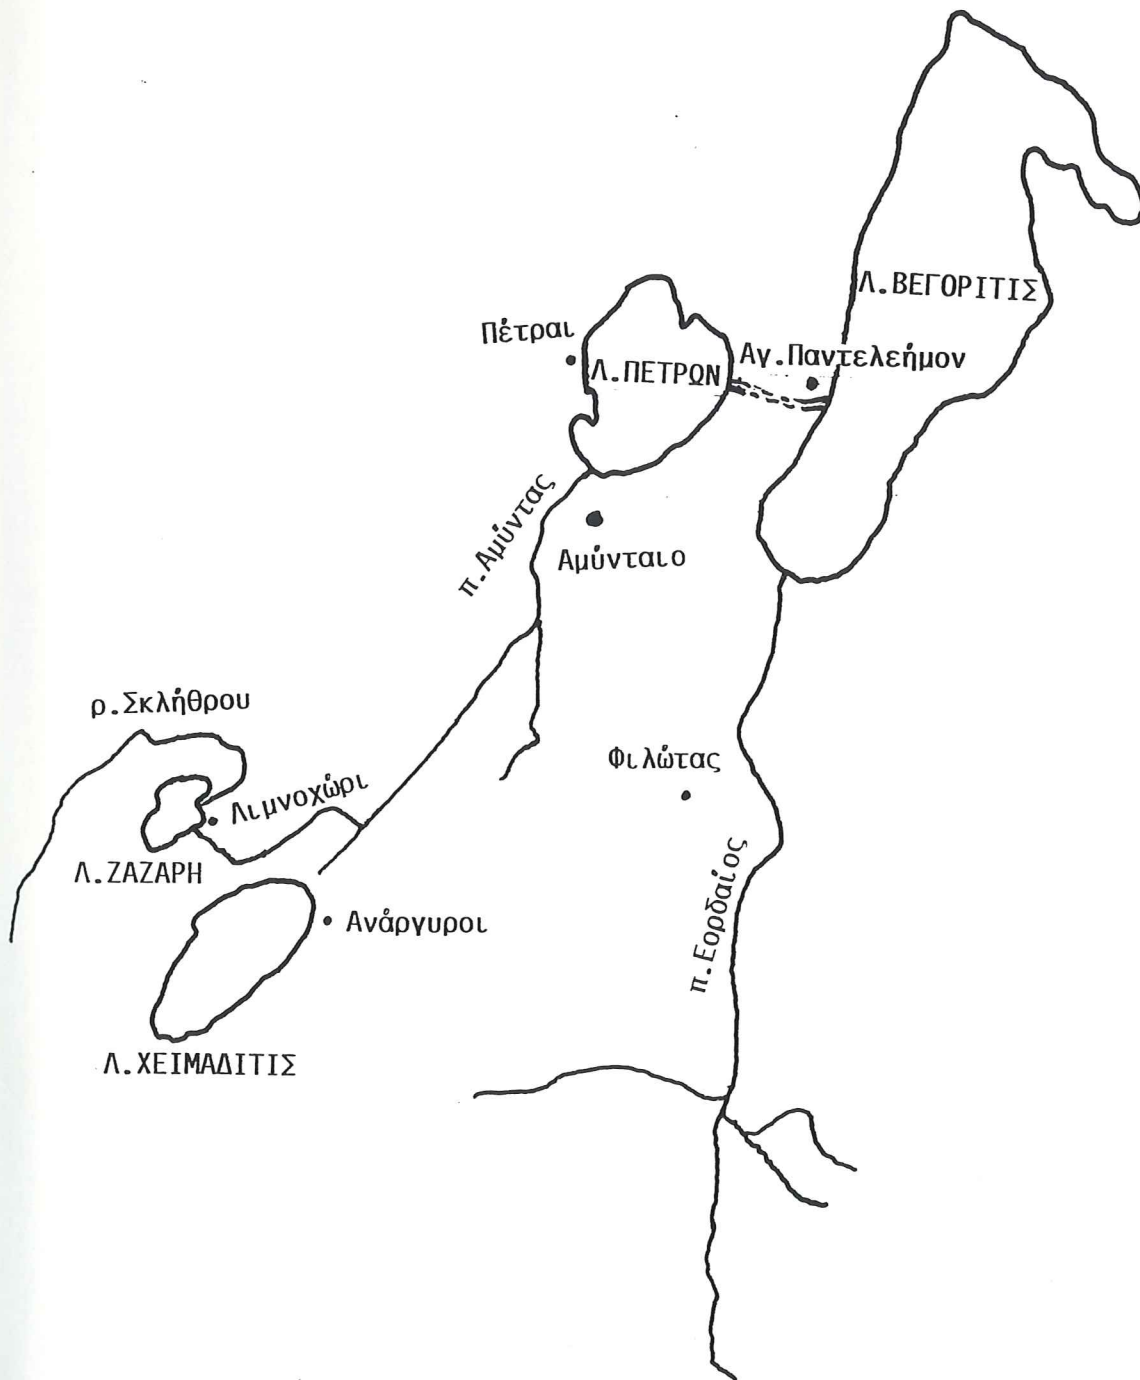 Λ.ΒΕΓΟΡΙΤΙΣ
Πέτραι
Αγ.Παντελεήμον
Λ.ΠΕΤΡΩΝ
π.Αμύντας
Αμύνταιο
ρ.Σκλήθρου
Φιλώτας
Λιμνοχώρι
Λ.ΖΑΖΑΡΗ
π.Εορδαίος
Ανάργυροι
Λ.ΧΕΙΜΑΔΙΤΙΣ